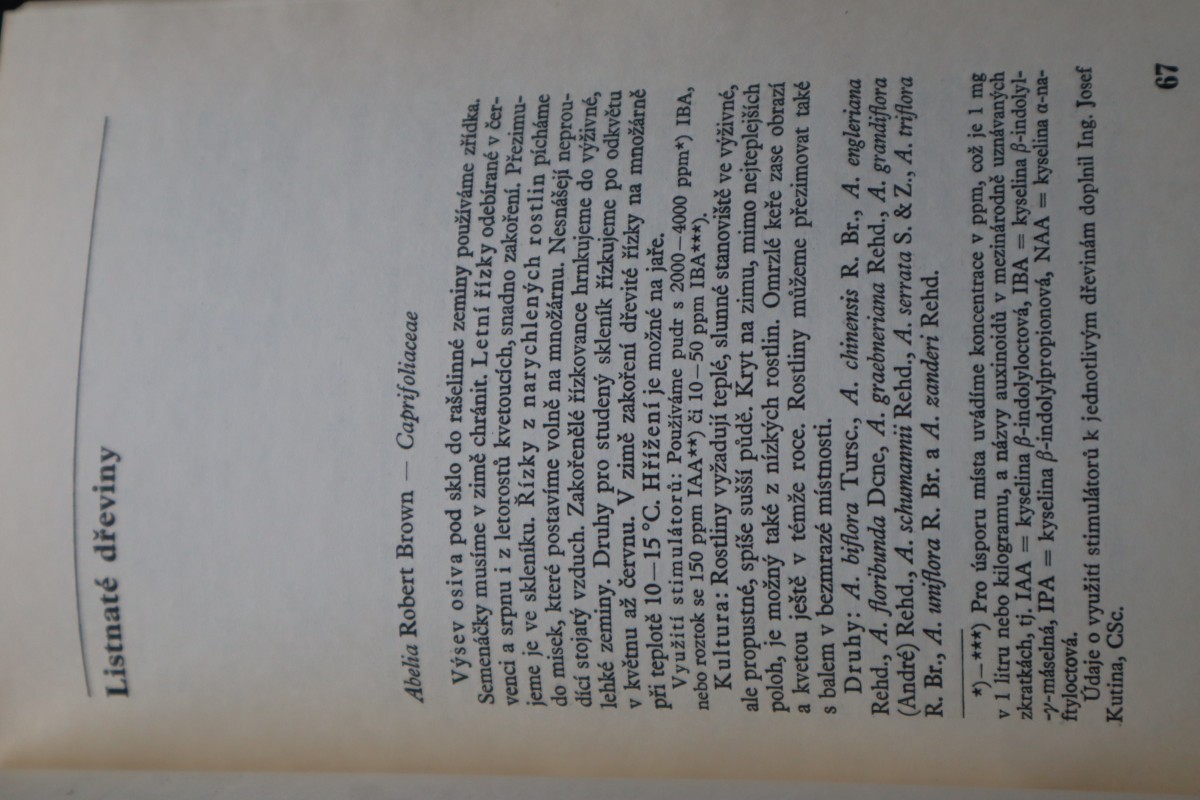 Listnaté dřeviny
Abelia Robert Brown — Caprifoliaceae
Výsev osiva pod sklo do rašelinné zeminy používáme zřídka.
Semenáčky musíme v zimě chránit. Letní řízky odebírané v čer-
venci a srpnu i z letorostů kvetoucích, snadno zakoření. Přezimu-
jeme je ve skleníku. Řízky z narychlených rostlin pícháme
do misek, které postavíme volně na množárnu. Nesnášejí neprou-
dící stojatý vzduch. Zakořenělé řízkovance hrnkujeme do výživné,
lehké zeminy. Druhy pro studený skleník řízkujeme po odkvětu
v květnu až červnu. V zimě zakoření dřevité řízky na množárně
při teplotě 10—15 °C. Hřížení je možné na jaře.
Využití stimulátorů: Používáme pudr s 2000—4000 ppm*) IBA,
nebo roztok se 150 ppm IAA**) či 10—50 ppm IBA***).
Kultura: Rostliny vyžadují teplé, slunné stanoviště ve výživné,
ale propustné, spíše sušší půdě. Kryt na zimu, mimo nejteplejších
poloh, je možný také z nízkých rostlin. Omrzlé keře zase obrazí
a kvetou ještě v témže roce. Rostliny můžeme přezimovat také
s balem v bezmrazé místnosti.
Druhy: A. biflora Tursc., A. chinensis R. Br., A. engleriana
Rehd., A. floribunda Dcne, A. graebneriana Rehd., A. grandiflora
(André) Rehd., A. schumannii Rehd., A. serrata S. & Z., A. triflora
R. Br., A. uniflora R. Br. a A. zanderi Rehd.
*)—***) Pro úsporu místa uvádíme koncentrace v ppm, což je 1 mg
v 1 litru nebo kilogramu, a názvy auxinoidů v mezinárodně uznávaných
zkratkách, tj. IAA = kyselina β-indolyloctová, IBA = kyselina β-indolyl-
-γ-máselná, IPA = kyselina β-indolylpropionová, NAA = kyselina α-na-
ftyloctová.
Údaje o využití stimulátorů k jednotlivým dřevinám doplnil Ing. Josef
Kutina, CSc.
67